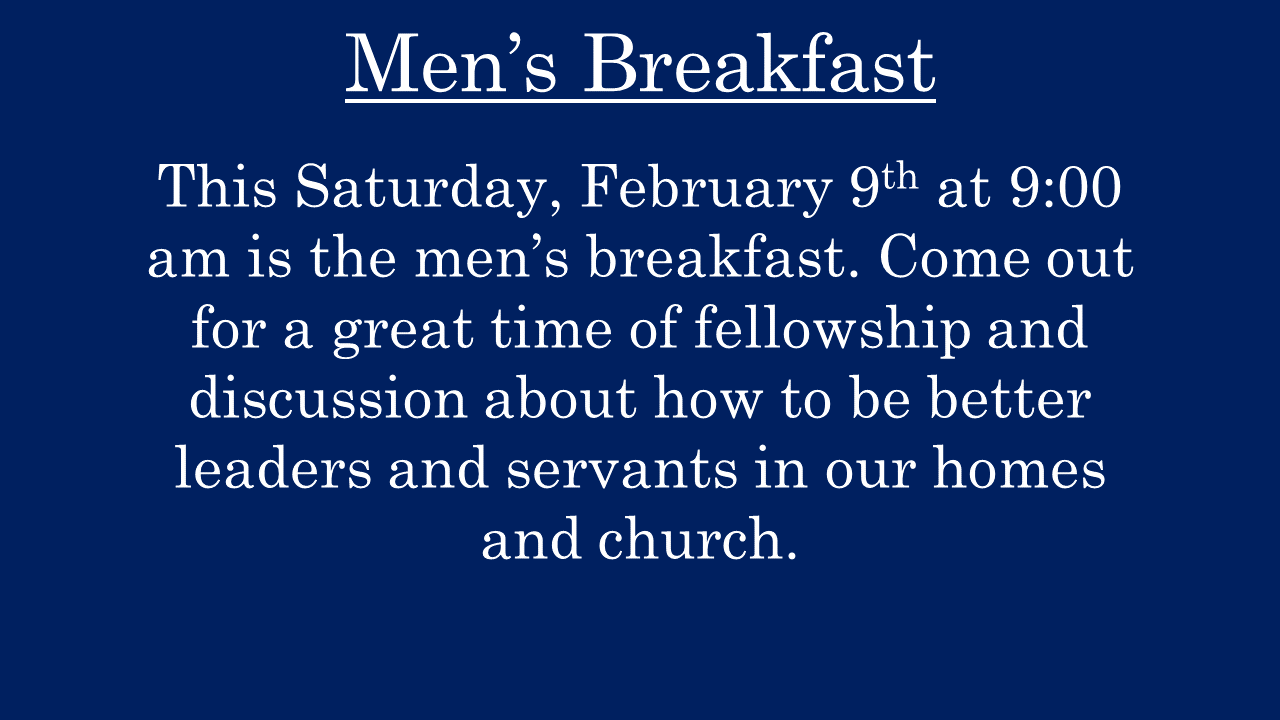 Men’s Breakfast
This Saturday, February 9th at 9:00
am is the men’s breakfast. Come out
for a great time of fellowship and
discussion about how to be better
leaders and servants in our homes
and church.